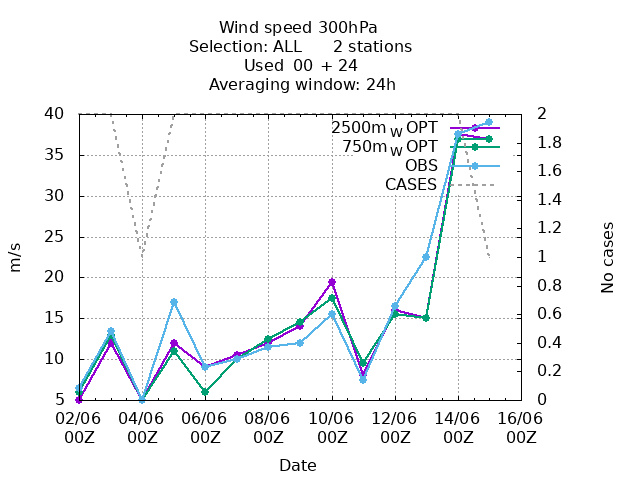 Wind speed 300hPa
Selection: ALL 2 stations
Used 00 + 24
Averaging window: 24h
40 2
2500m_W OPT
750m_W OPT
OBS
CASES
35
30
25
20
15
10
5
1.8
1.6
1.4
1.2
1
0.8
0.6
0.4
0.2
0
m/s
No cases
02/06 04/06 06/06 08/06 10/06 12/06 14/06 16/06
00Z 00Z 00Z 00Z 00Z 00Z 00Z 00Z
Date